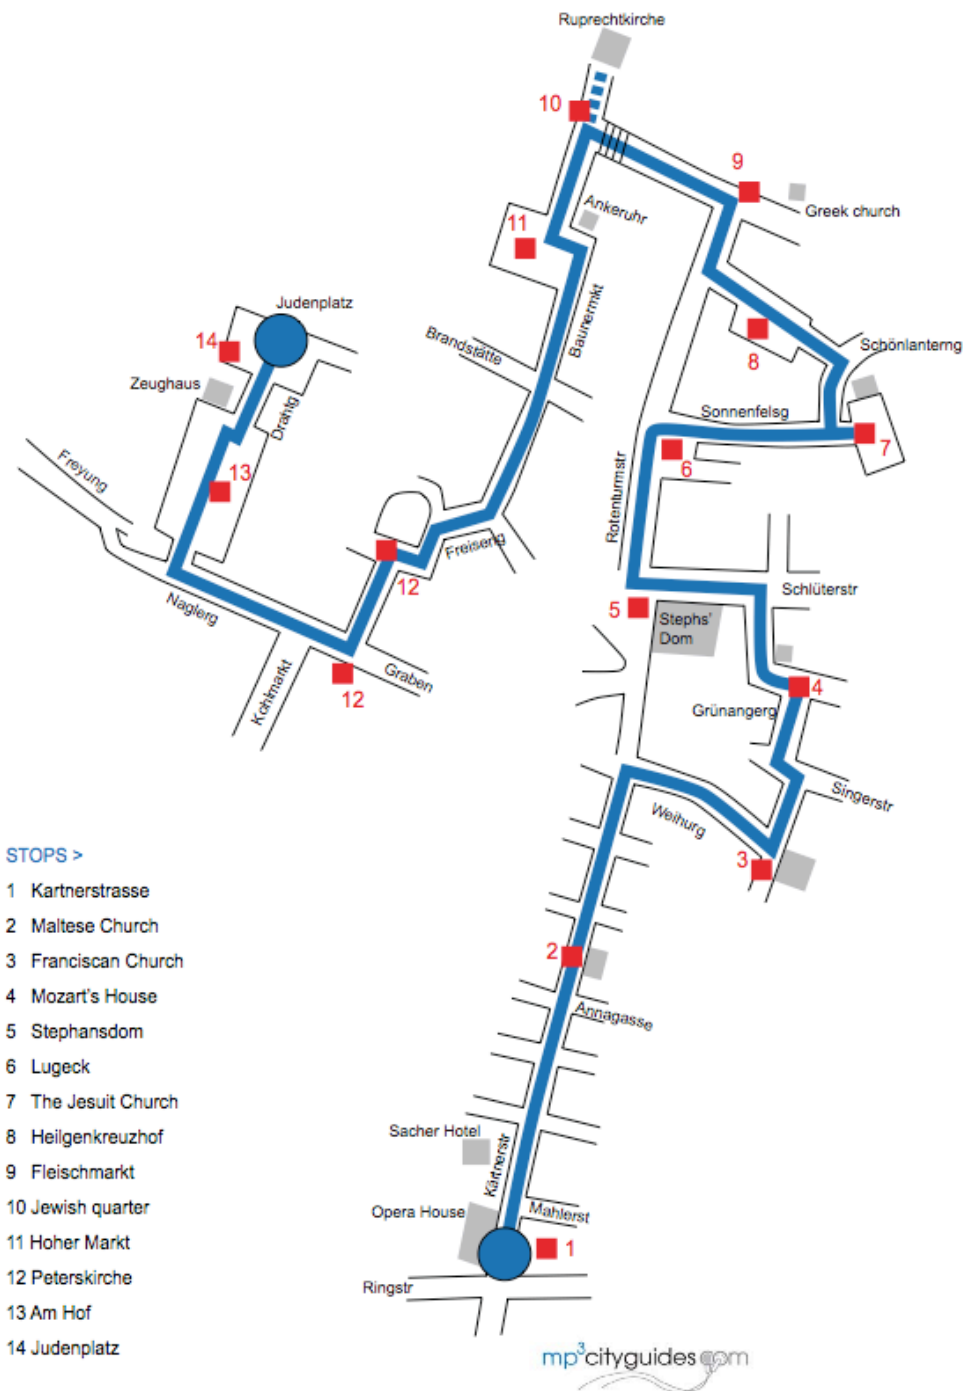 Ruprechtkirche
10
9
Greek church
Ankeruhr
11
Baunermkt
Judenplatz
14
Brandstätte
8
Schönlanterng
Zeughaus
Drahtg
Sonnenfelsg
7
6
Freyung
13
Rotenturmstr
Freiserig
12
Naglerg
Schlüterstr
5
Stephs'
Dom
Graben
12
Kohlmarkt
4
Grünangerg
Singerstr
Weihurg
3
STOPS >
1 Kartnerstrasse
2 Maltese Church
3 Franciscan Church
4 Mozart's House
5 Stephansdom
6 Lugeck
7 The Jesuit Church
8 Heilgenkreuzhof
9 Fleischmarkt
10 Jewish quarter
11 Hoher Markt
12 Peterskirche
13 Am Hof
14 Judenplatz
2
Annagasse
Sacher Hotel
Kärtnerstr
Opera House
Mahlerst
1
Ringstr
mp3cityguides com